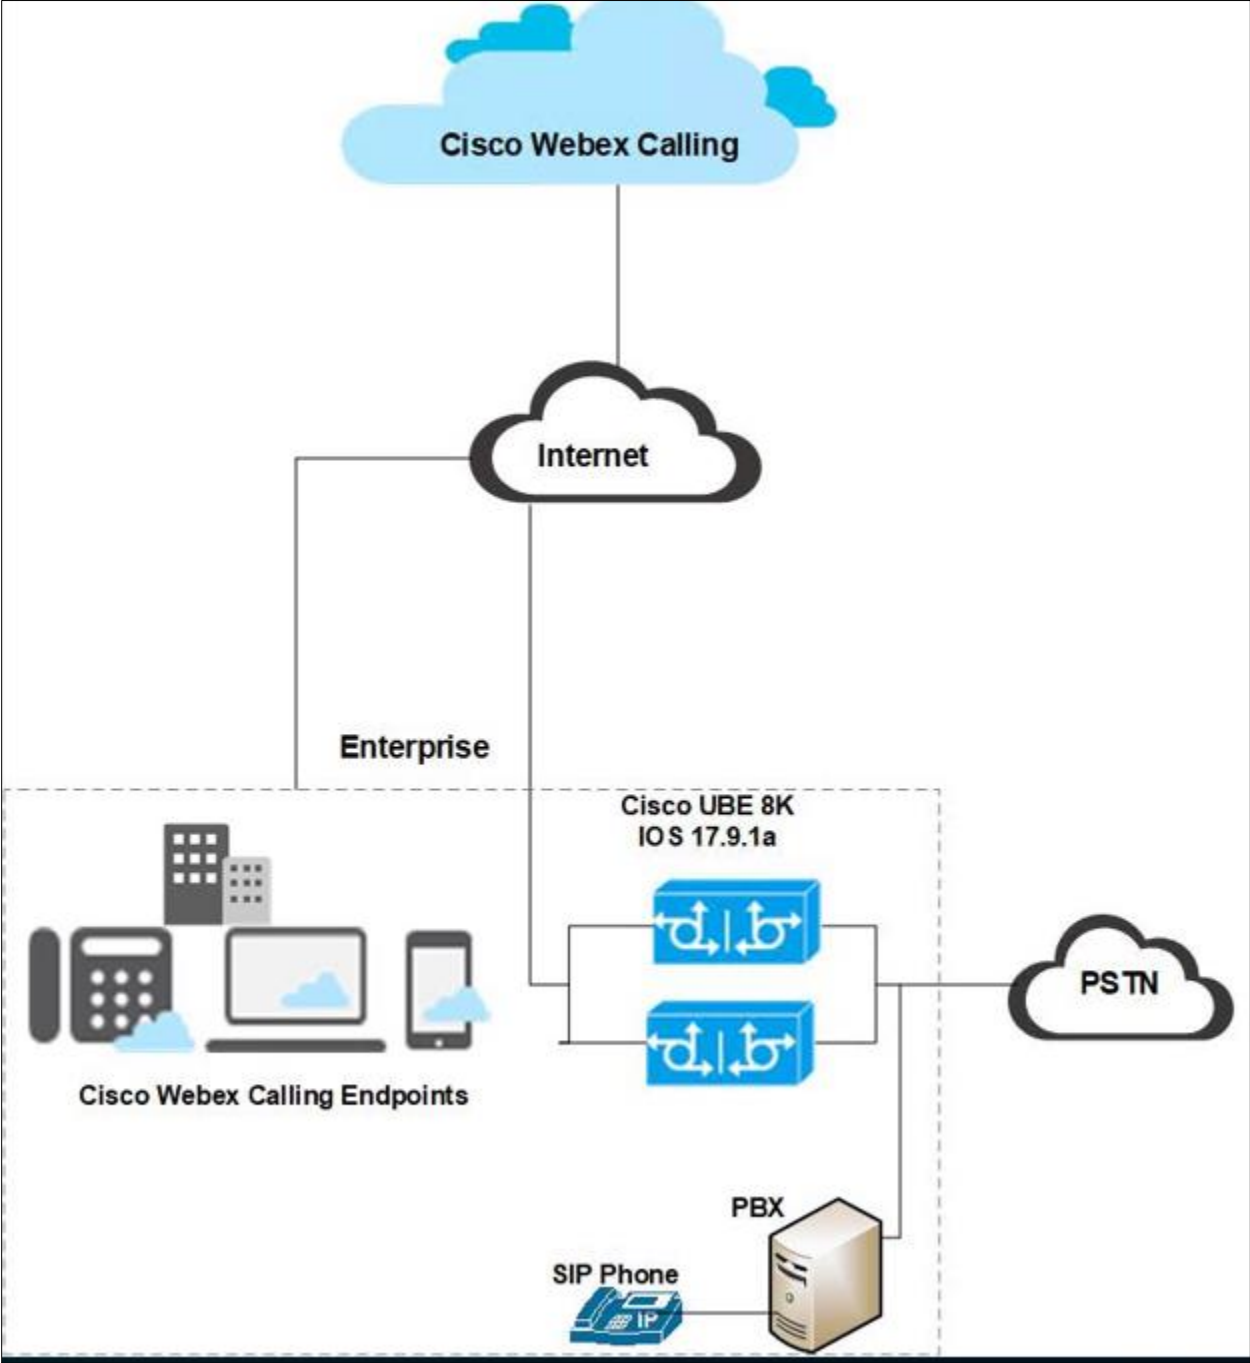 Cisco Webex Calling
Internet
Enterprise
Cisco UBE 8K
IOS 17.9.1a
PSTN
Cisco Webex Calling Endpoints
PBX
SIP Phone
IP